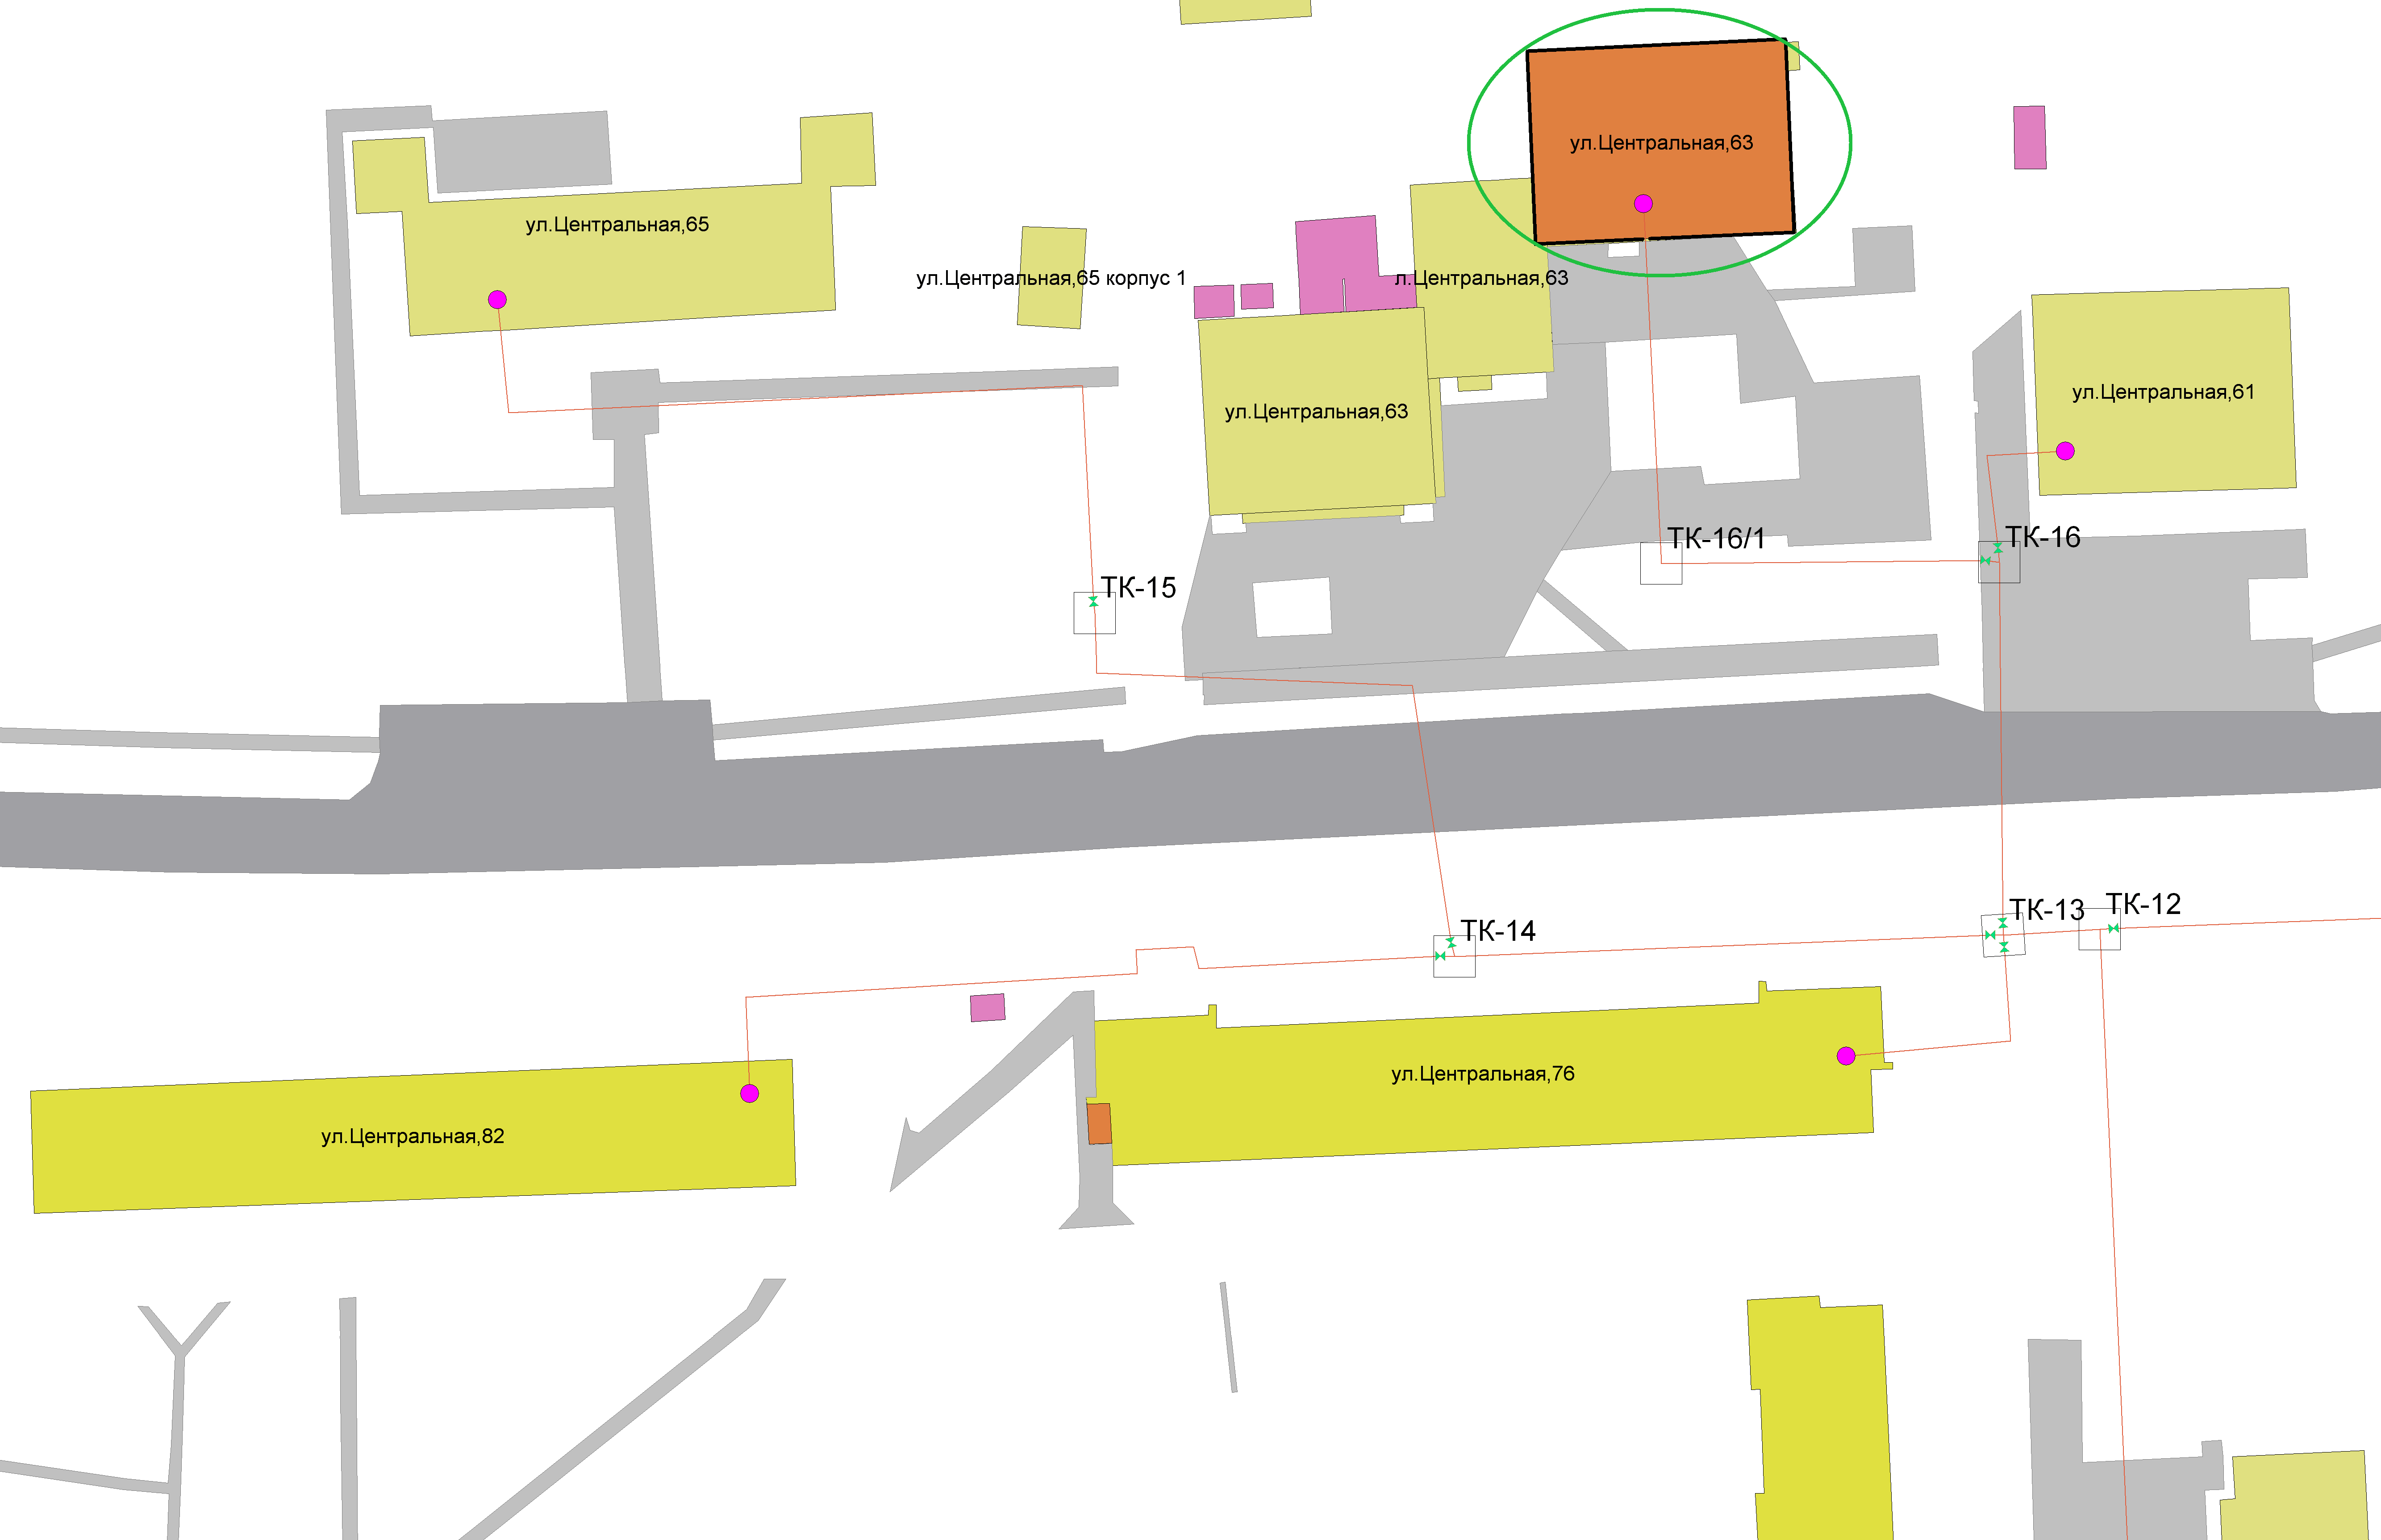 ул.Центральная,63
ул.Центральная,65
ул.Центральная,65 корпус 1
л.Центральная,63
ул.Центральная,61
ул.Центральная,63
ТК-16/1
ТК-16
ТК-15
ТК-13
ТК-12
ТК-14
ул.Центральная,76
ул.Центральная,82